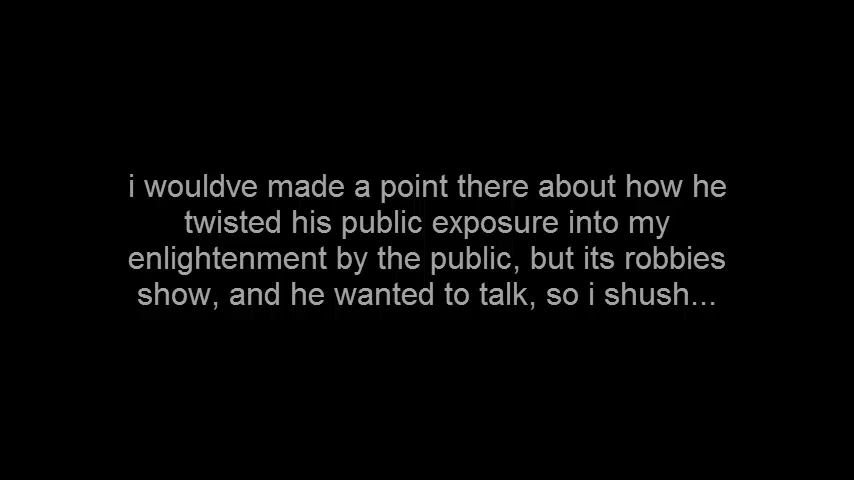 i wouldve made a point there about how he
twisted his public exposure into my
enlightenment by the public, but its robbies
show, and he wanted to talk, so i shush...